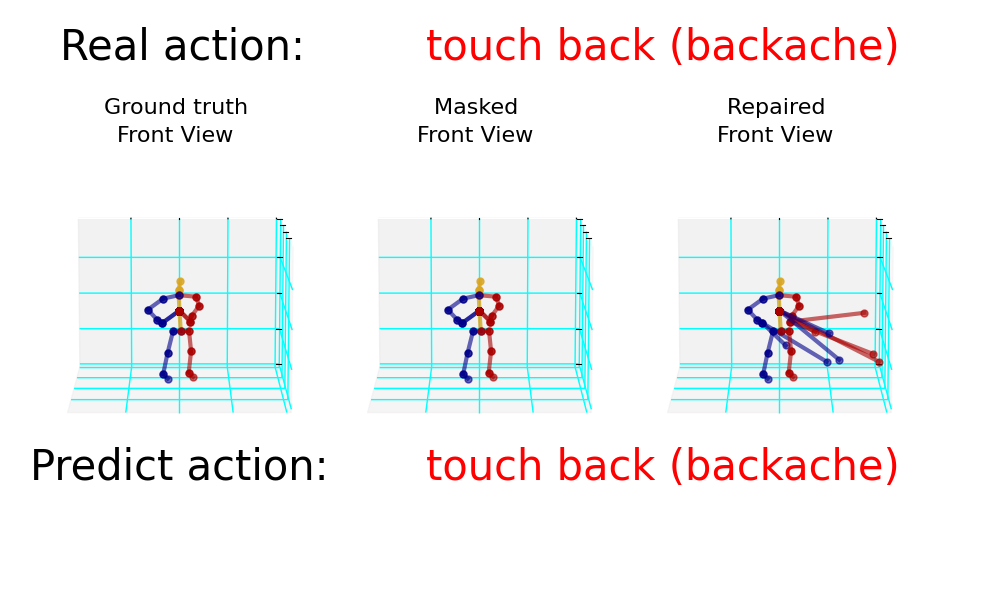 Real action: touch back (backache)
Ground truth Masked Repaired
Front View Front View Front View
Predict action: touch back (backache)